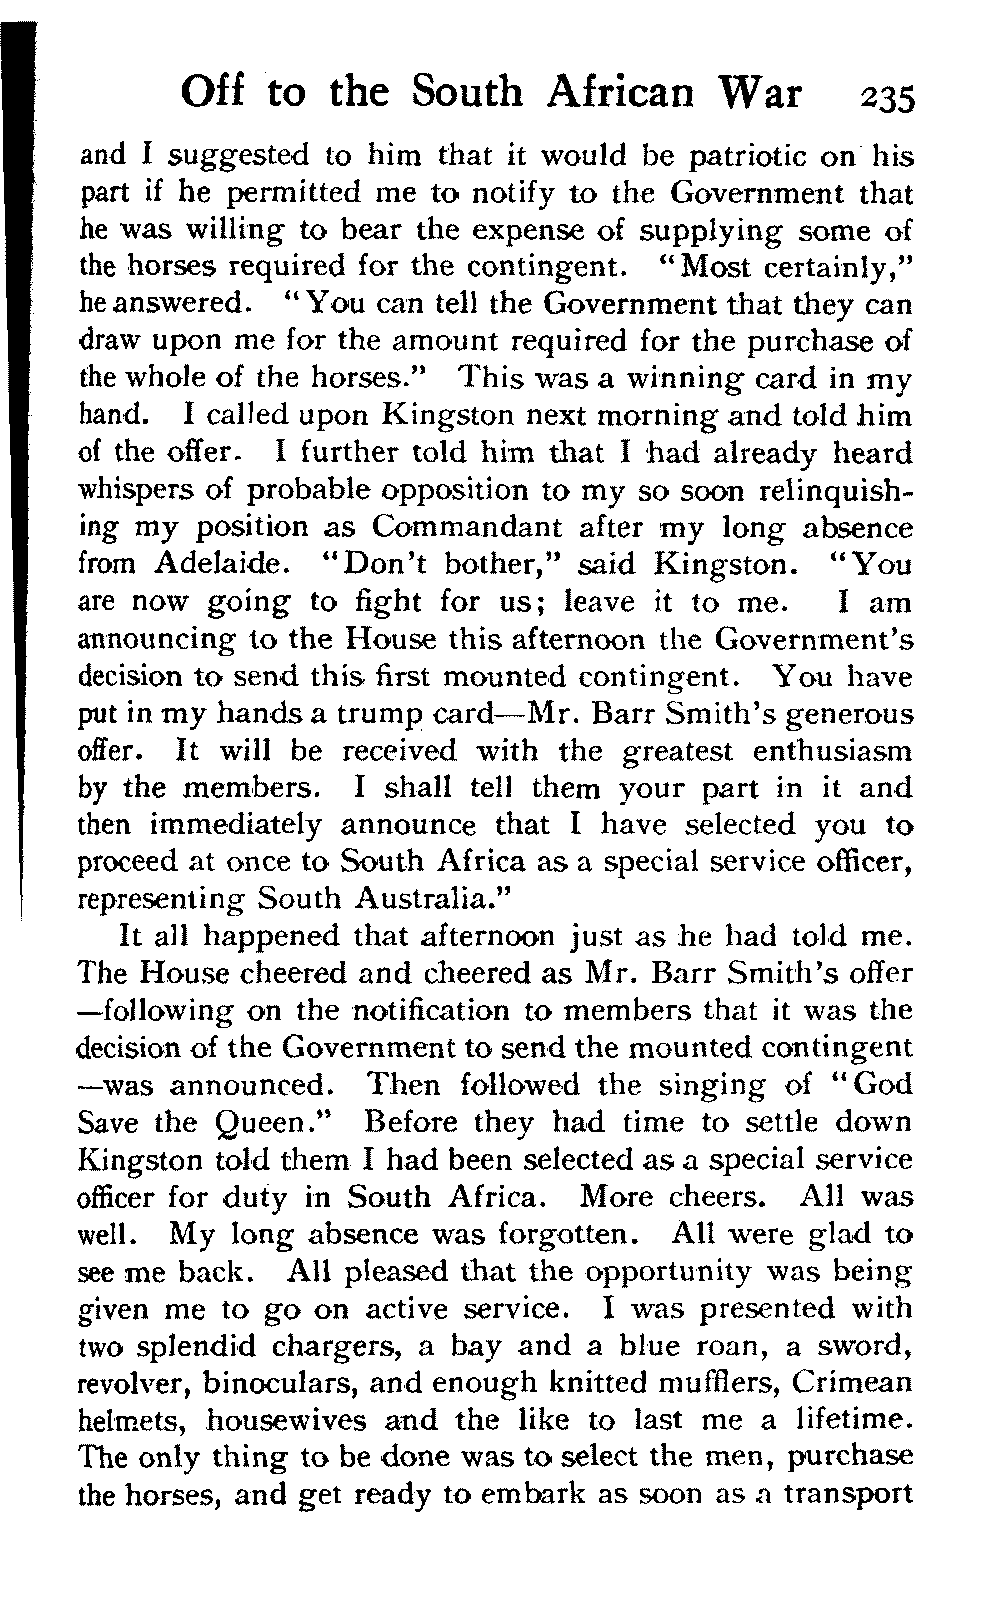 Off to the South African War 235
and I suggested to him that it would be patriotic on his
part if he permitted me to notify to the Government that
he was willing to bear the expense of supplying some of
the horses required for the contingent. “Most certainly,”
he answered. “You can tell the Government that they can
draw upon me for the amount required for the purchase of
the whole of the horses.” This was a winning card in my
hand. I called upon Kingston next morning and told him
of the offer. I further told him that I had already heard
whispers of probable opposition to my so soon relinquish-
ing my position as Commandant after my long absence
from Adelaide. “Don’t bother,” said Kingston. “You
are now going to fight for us; leave it to me. I am
announcing to the House this afternoon the Government’s
decision to send this first mounted contingent. You have
put in my hands a trump card—Mr. Barr Smith’s generous
offer. It will be received with the greatest enthusiasm
by the members. I shall tell them your part in it and
then immediately announce that I have selected you to
proceed at once to South Africa as a special service officer,
representing South Australia.”
It all happened that afternoon just as he had told me.
The House cheered and cheered as Mr. Barr Smith’s offer
—following on the notification to members that it was the
decision of the Government to send the mounted contingent
—was announced. Then followed the singing of “God
Save the Queen.” Before they had time to settle down
Kingston told them I had been selected as a special service
officer for duty in South Africa. More cheers. All was
well. My long absence was forgotten. All were glad to
see me back. All pleased that the opportunity was being
given me to go on active service. I was presented with
two splendid chargers, a bay and a blue roan, a sword,
revolver, binoculars, and enough knitted mufflers, Crimean
helmets, housewives and the like to last me a lifetime.
The only thing to be done was to select the men, purchase
the horses, and get ready to embark as soon as a transport